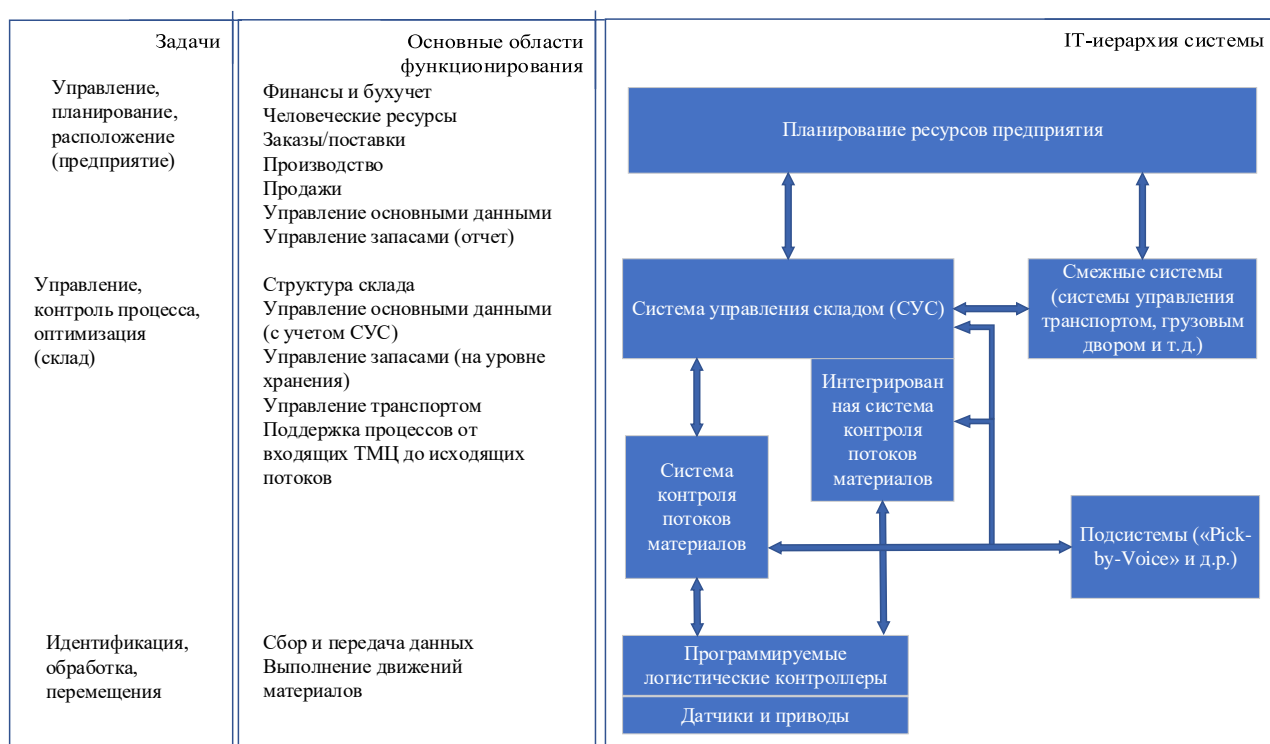 Задачи
Основные области
функционирования
IT-иерархия системы
Управление,
планирование,
расположение
(предприятие)
Финансы и бухучет
Человеческие ресурсы
Заказы/поставки
Производство
Продажи
Управление основными данными
Управление запасами (отчет)
Планирование ресурсов предприятия
Управление,
контроль процесса,
оптимизация
(склад)
Структура склада
Управление основными данными
(с учетом СУС)
Управление запасами (на уровне
хранения)
Управление транспортом
Поддержка процессов от
входящих ТМЦ до исходящих
потоков
Система управления складом (СУС)
Смежные системы
(системы управления
транспортом, грузовым
двором и т.д.)
Интегрирован
ная система
контроля
потоков
материалов
Система
контроля
потоков
материалов
Подсистемы («Pick-
by-Voice» и д.р.)
Идентификация,
обработка,
перемещения
Сбор и передача данных
Выполнение движений
материалов
Программируемые
логистические контроллеры
Датчики и приводы